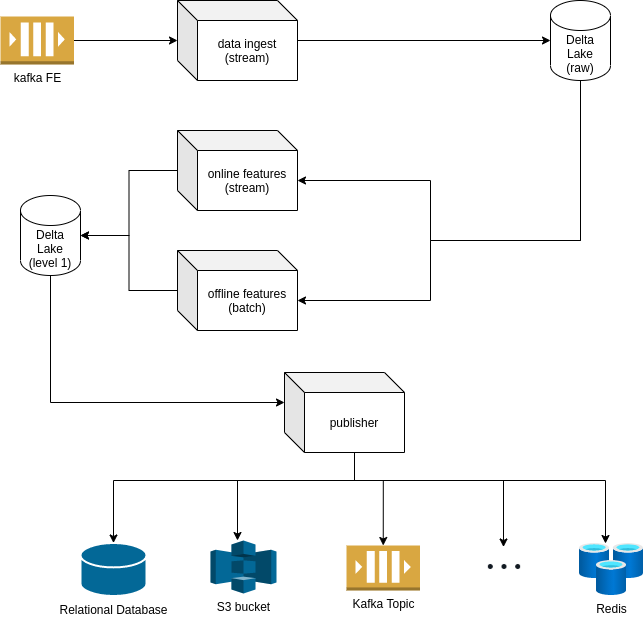 kafka FE
data ingest
(stream)
Delta
Lake
(raw)
online features
(stream)
Delta
Lake
(level 1)
offline features
(batch)
publisher
• • •
Relational Database
S3 bucket
Kafka Topic
Redis